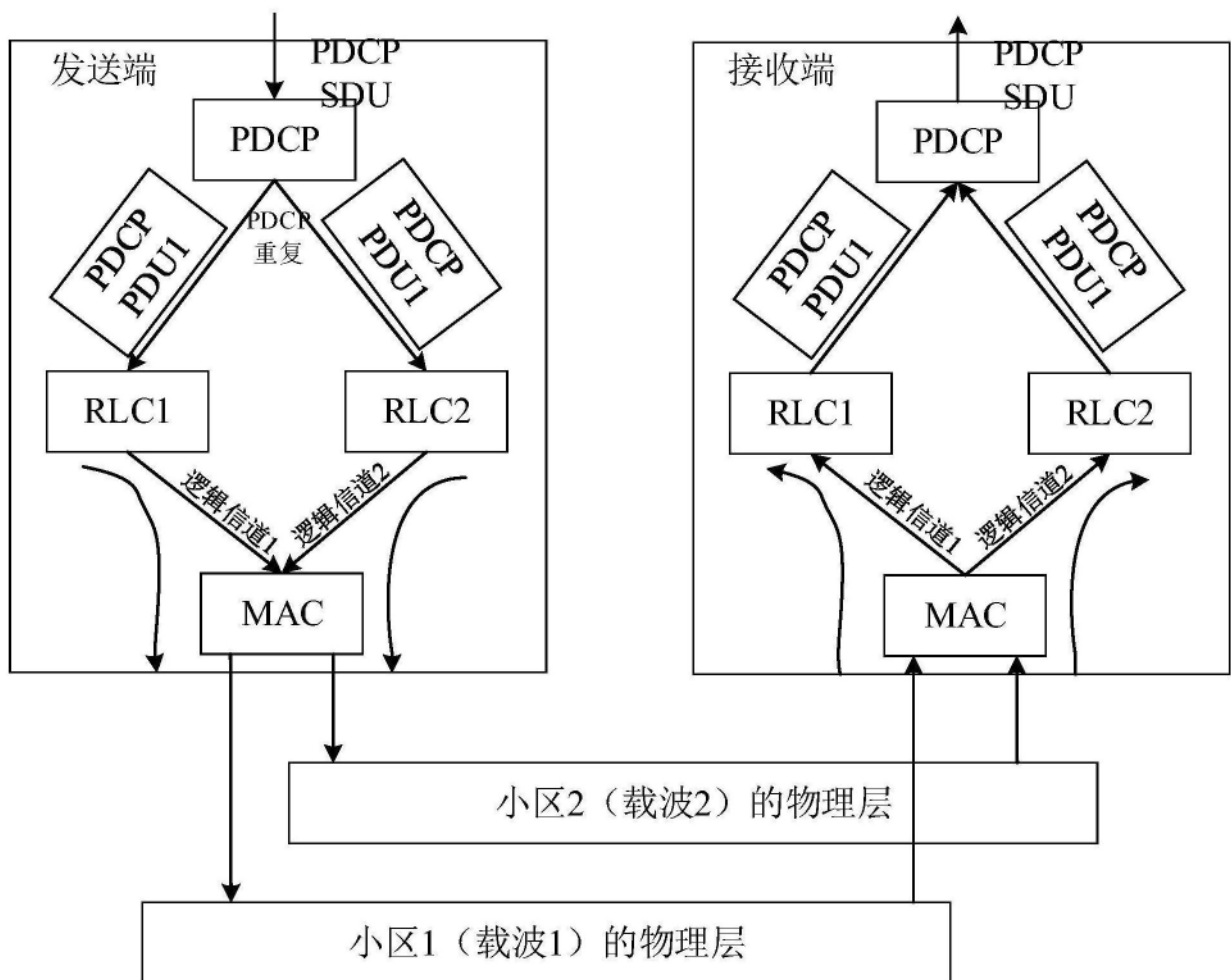 发送端
PDCP
SDU
PDCP
PDCP
PDU1
PDCP
重复
PDCP
PDU1
RLC1
RLC2
逻辑信道1
逻辑信道2
MAC
接收端
PDCP
SDU
PDCP
PDCP
PDU1
PDCP
PDU1
RLC1
RLC2
逻辑信道1
逻辑信道2
MAC
小区2（载波2）的物理层
小区1（载波1）的物理层